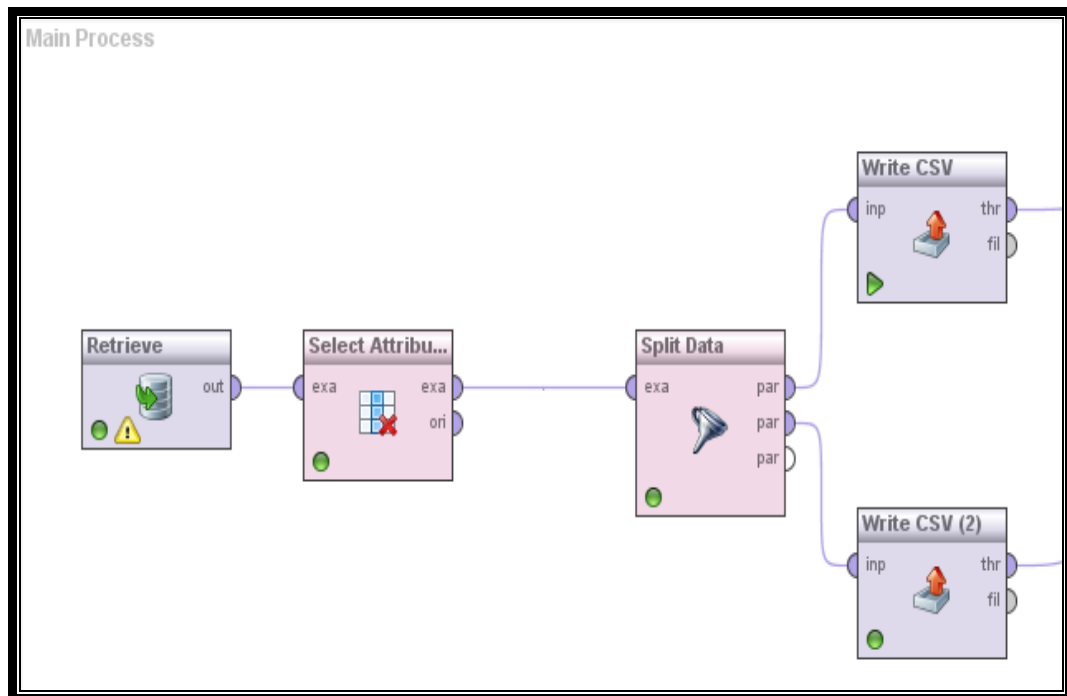 Main Process
Write CSV
inp thr
fil
Retrieve
out
Select Attribu...
exa exa
ori
Split Data
exa par
par
par
Write CSV (2)
inp thr
fil